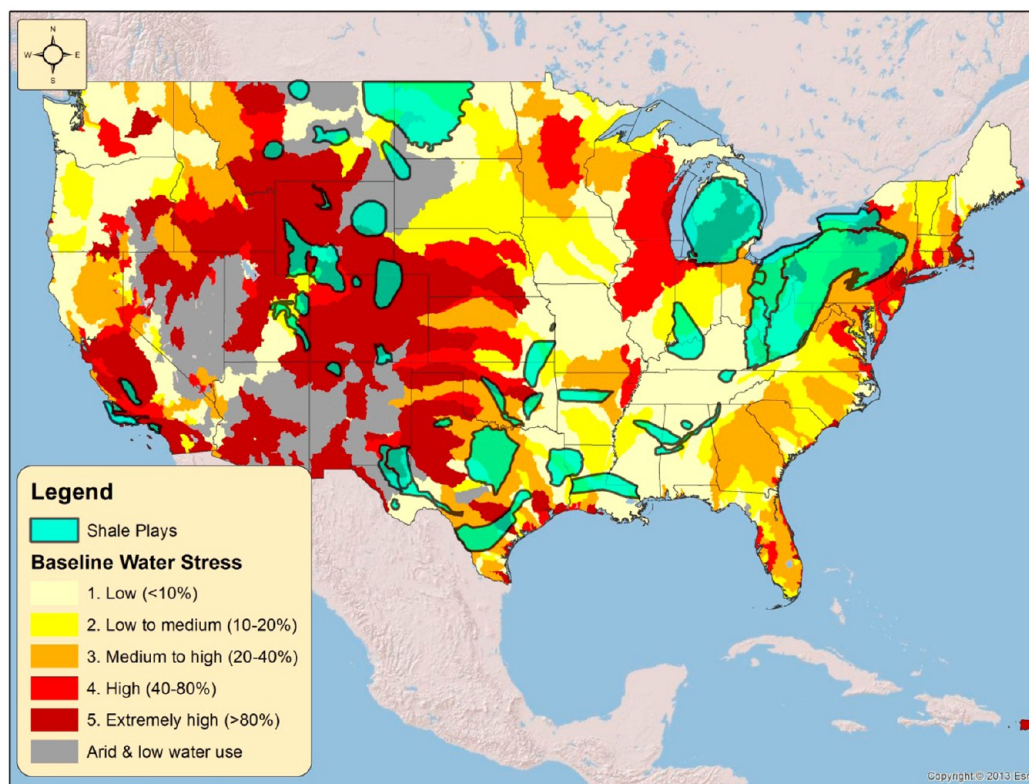 N
W E
S
Legend
Shale Plays
Baseline Water Stress
1. Low (<10%)
2. Low to medium (10-20%)
3. Medium to high (20-40%)
4. High (40-80%)
5. Extremely high (>80%)
Arid & low water use
Copyright © 2013 Es